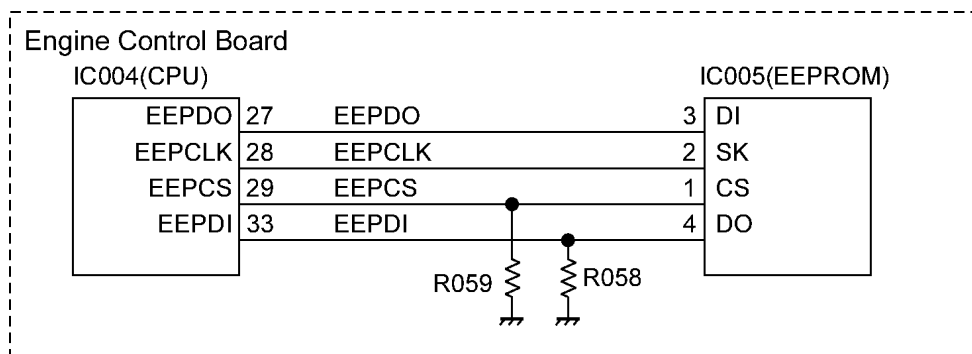 Engine Control Board
IC004(CPU) IC005(EEPROM)
EEPDO 27 EEPDO 3 DI
EEPCLK 28 EEPCLK 2 SK
EEPCS 29 EEPCS 1 CS
EEPDI 33 EEPDI 4 DO
R059 R058